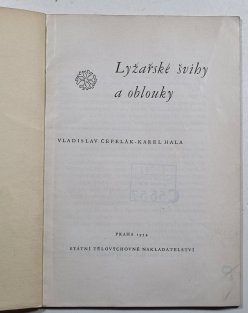 Lyžařské švihy
a oblouky
VLADISLAV ČEPELÁK-KAREL HALA
PRAHA 1954
STÁTNÍ TĚLOVÝCHOVNÉ NAKLADATELSTVÍ